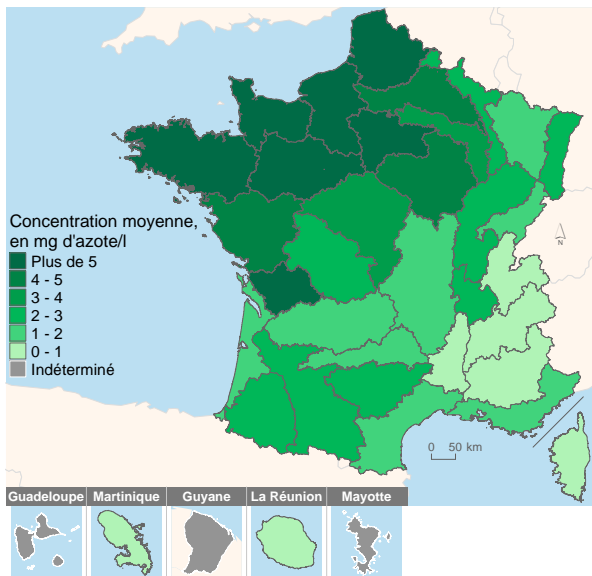 Concentration moyenne,
en mg d'azote/l
Plus de 5
4 - 5
3 - 4
2 - 3
1 - 2
0 - 1
Indéterminé
N
0 50 km
Guadeloupe Martinique Guyane La Réunion Mayotte